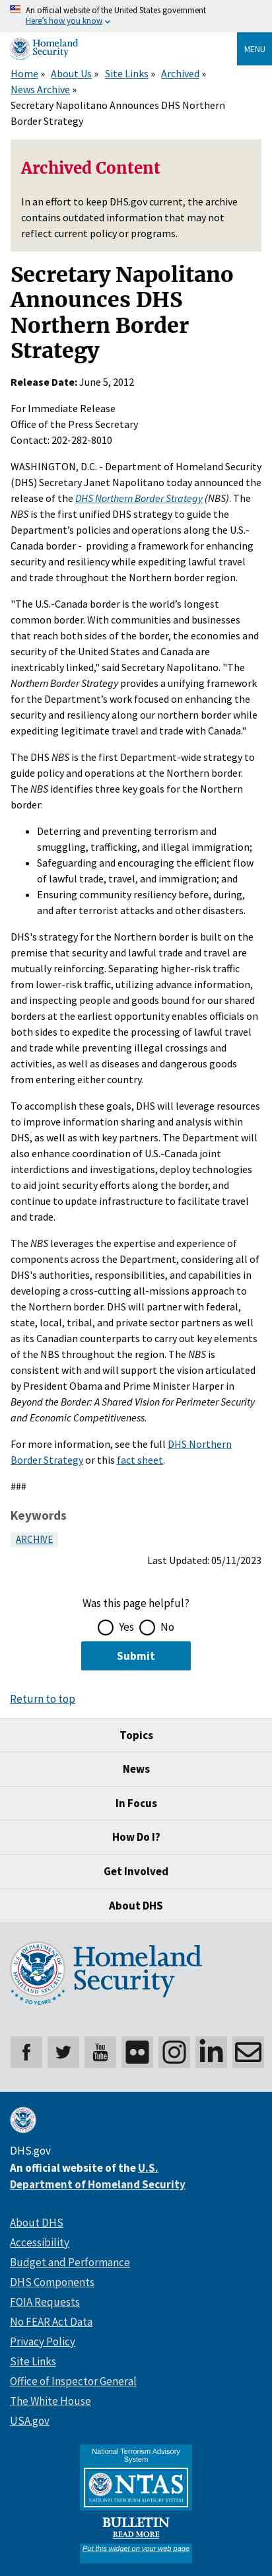 An official website of the United States government
Here's how you know
Homeland
Security
MENU
Home » About Us » Site Links » Archived »
News Archive »
Secretary Napolitano Announces DHS Northern
Border Strategy
Archived Content
In an effort to keep DHS.gov current, the archive
contains outdated information that may not
reflect current policy or programs.
Secretary Napolitano
Announces DHS
Northern Border
Strategy
Release Date: June 5, 2012
For Immediate Release
Office of the Press Secretary
Contact: 202-282-8010
WASHINGTON, D.C. - Department of Homeland Security
(DHS) Secretary Janet Napolitano today announced the
release of the DHS Northern Border Strategy (NBS). The
NBS is the first unified DHS strategy to guide the
Department's policies and operations along the U.S.-
Canada border - providing a framework for enhancing
security and resiliency while expediting lawful travel
and trade throughout the Northern border region.
"The U.S.-Canada border is the world's longest
common border. With communities and businesses
that reach both sides of the border, the economies and
security of the United States and Canada are
inextricably linked," said Secretary Napolitano. "The
Northern Border Strategy provides a unifying framework
for the Department's work focused on enhancing the
security and resiliency along our shared border while
expediting legitimate travel and trade with Canada."
The DHS NBS is the first Department-wide strategy to
guide policy and operations at the Northern border.
The NBS identifies three key goals for the Northern
border:
• Deterring and preventing terrorism and
smuggling, trafficking, and illegal immigration;
• Safeguarding and encouraging the efficient flow
of lawful trade, travel, and migration; and
• Ensuring community resiliency before, during,
and after terrorist attacks and other disasters.
DHS's strategy for the Northern border is built on the
premise that security and lawful travel and trade are
mutually reinforcing. Separating higher-risk traffic
from lower-risk traffic, utilizing advanced information,
and inspecting people and goods bound for our shared
borders at the earliest opportunity enables officials on
both sides to expedite the processing of lawful travel
and trade while preventing illegal crossings and
activities, as well as diseases and dangerous goods
from entering either country.
To accomplish these goals, DHS will leverage resources
to improve information sharing and analysis within
DHS, as well as with key partners. The Department will
also enhance coordination of U.S.-Canada joint
interdictions and investigations, deploy technologies
to aid joint security efforts along the border, and
continue to update infrastructure to facilitate travel
and trade.
The NBS leverages the expertise and experience of
components across the Department, considering all of
DHS's authorities, responsibilities, and capabilities in
developing a cohesive mission-oriented approach to
the Northern border. DHS will partner with federal,
state, local, tribal, and private sector partners as well
as its Canadian counterparts to carry out key elements
of the NBS throughout the region. The NBS is
consistent with and will support the vision articulated
by President Obama and Prime Minister Harper in
Beyond the Border: A Shared Vision for Perimeter Security
and Economic Competitiveness.
For more information, see the full DHS Northern
Border Strategy or this fact sheet.
###
Keywords
ARCHIVE
Last Updated: 05/11/2023
Was this page helpful?
Yes No
Submit
Return to top
Topics
News
In Focus
How Do I?
Get Involved
About DHS
Homeland
Security
20 YEARS
You
Tube
in
DHS.gov
An official website of the U.S.
Department of Homeland Security
About DHS
Accessibility
Budget and Performance
DHS Components
FOIA Requests
No FEAR Act Data
Privacy Policy
Site Links
Office of Inspector General
The White House
USA.gov
National Terrorism Advisory
System
NTAS
NATIONAL TERRORISM ADVISORY SYSTEM
BULLETIN
READ MORE
Put this widget on your web page